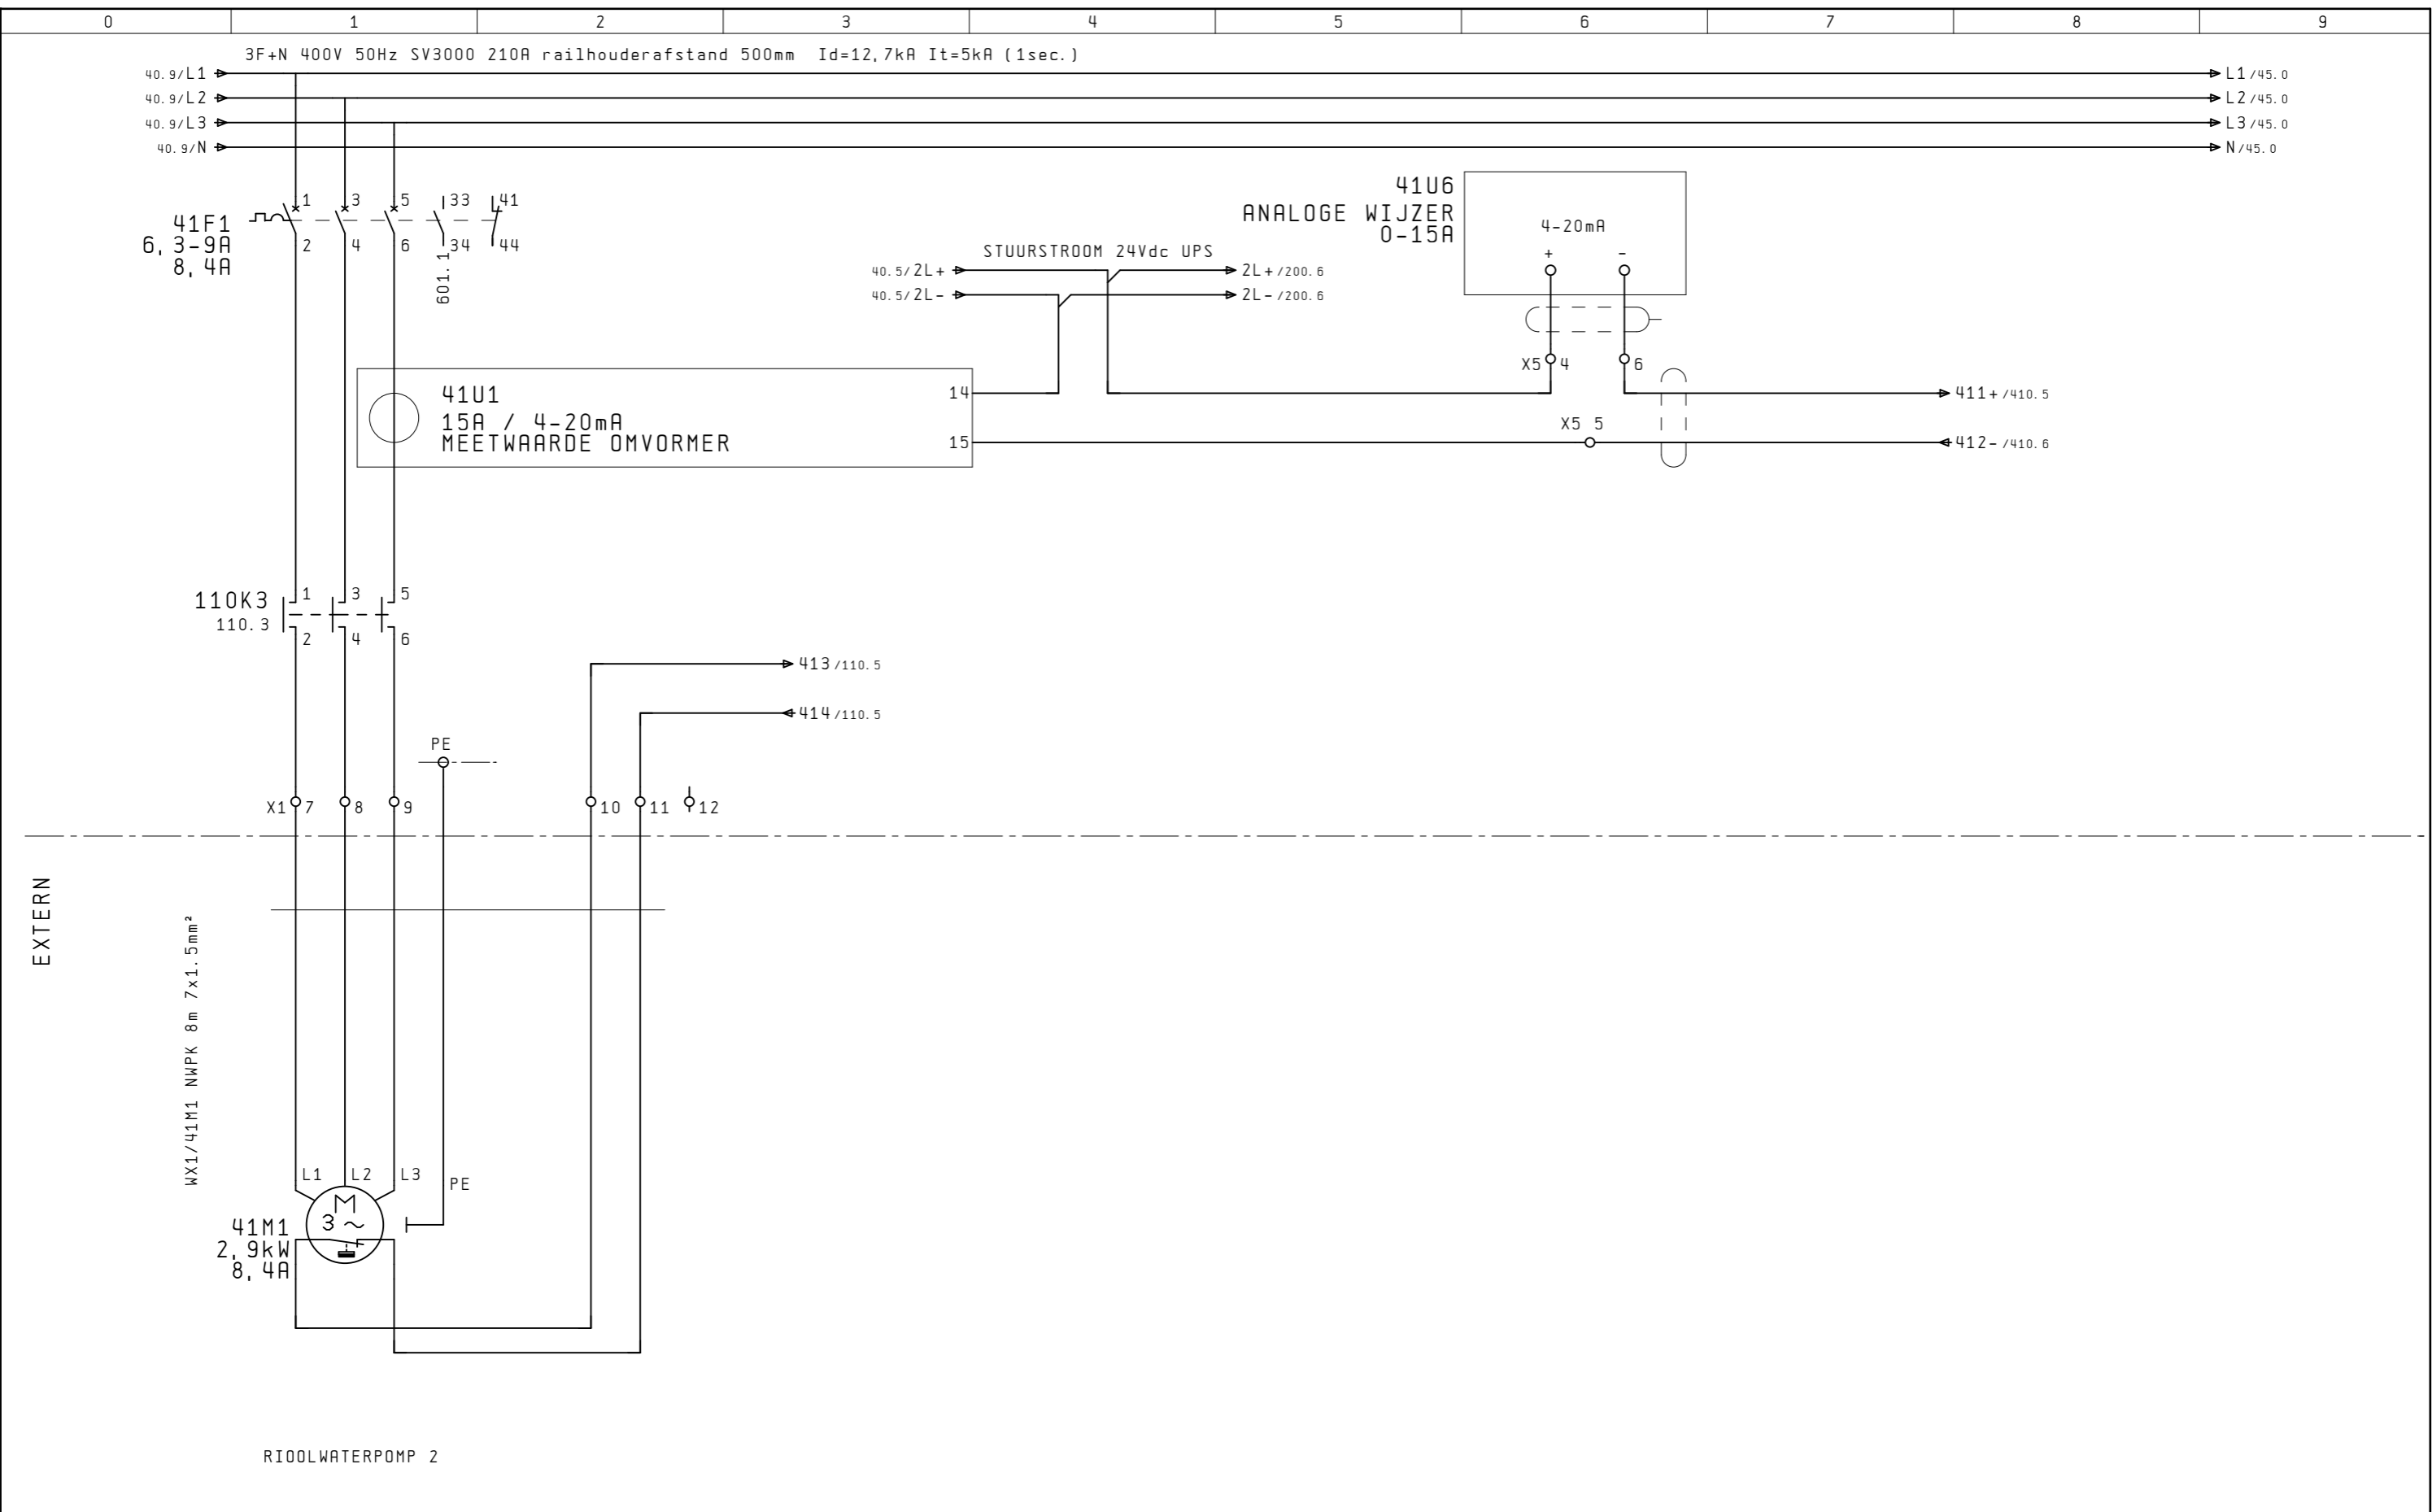 0 1 2 3 4 5 6 7 8 9
3F+N 400V 50Hz SV3000 210A railhouderafstand 500mm Id=12,7kA It=5kA (1sec.)
40.9/L1 L1/45.0
40.9/L2 L2/45.0
40.9/L3 L3/45.0
40.9/N N/45.0
41F1
6,3-9A
8,4A
1 3 5 33 41
2 4 6 34 44
601.1
STUURSTROOM 24Vdc UPS
40.5/2L+ 2L+/200.6
40.5/2L- 2L-/200.6
41U6
ANALOGE WIJZER
0-15A
4-20mA
+ -
X5 4 6
41U1
15A / 4-20mA
MEETWAARDE OMVORMER
14
15
411+/410.5
X5 5
412-/410.6
110K3
110.3
1 3 5
2 4 6
413/110.5
414/110.5
PE
X1 7 8 9 10 11 12
EXTERN
WX1/41M1 NWPK 8m 7x1.5mm²
L1 L2 L3
PE
M
3 ~
41M1
2,9kW
8,4A
RIOOLWATERPOMP 2